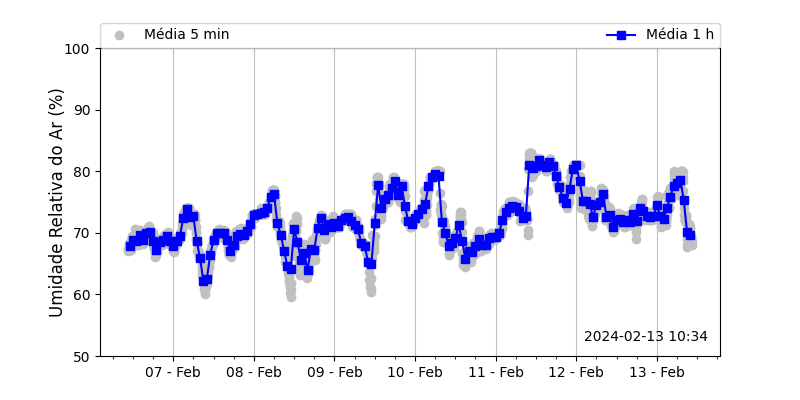 Média 5 min
Média 1 h
Umidade Relativa do Ar (%)
100
90
80
70
60
50
2024-02-13 10:34
07 - Feb
08 - Feb
09 - Feb
10 - Feb
11 - Feb
12 - Feb
13 - Feb